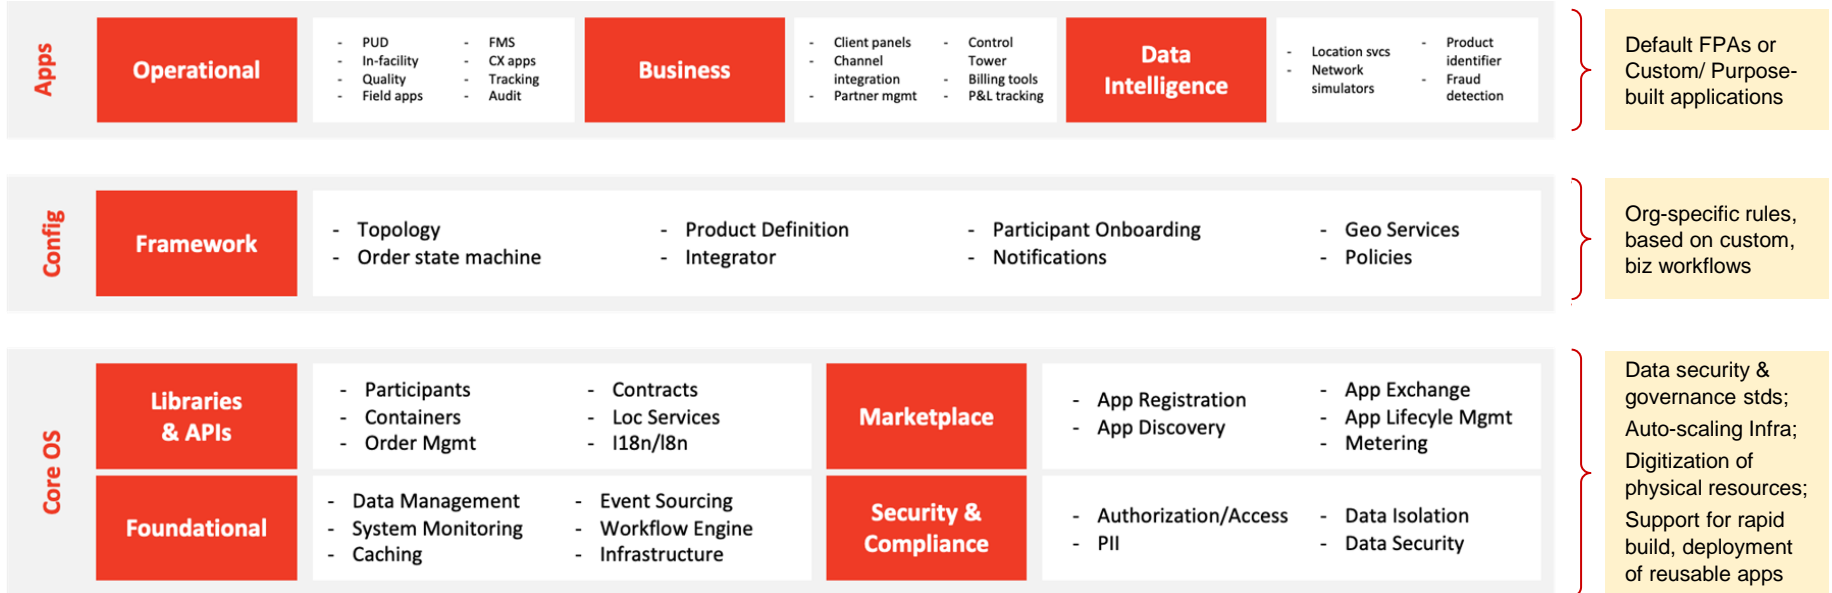 Apps
Operational
- PUD
- In-facility
- Quality
- Field apps
- FMS
- CX apps
- Tracking
- Audit
Business
- Client panels
- Channel
integration
- Partner mgmt
- Control
Tower
- Billing tools
- P&L tracking
Data
Intelligence
- Location svcs
- Network
simulators
- Product
identifier
- Fraud
detection
Default FPAs or
Custom/ Purpose-
built applications
Config
Framework
- Topology
- Order state machine
- Product Definition
- Integrator
- Participant Onboarding
- Notifications
- Geo Services
- Policies
Org-specific rules,
based on custom,
biz workflows
Core OS
Libraries
& APIs
- Participants
- Containers
- Order Mgmt
- Contracts
- Loc Services
- I18n/l8n
Marketplace
- App Registration
- App Discovery
- App Exchange
- App Lifecyle Mgmt
- Metering
Foundational
- Data Management
- System Monitoring
- Caching
- Event Sourcing
- Workflow Engine
- Infrastructure
Security &
Compliance
- Authorization/Access
- PII
- Data Isolation
- Data Security
Data security &
governance stds;
Auto-scaling Infra;
Digitization of
physical resources;
Support for rapid
build, deployment
of reusable apps